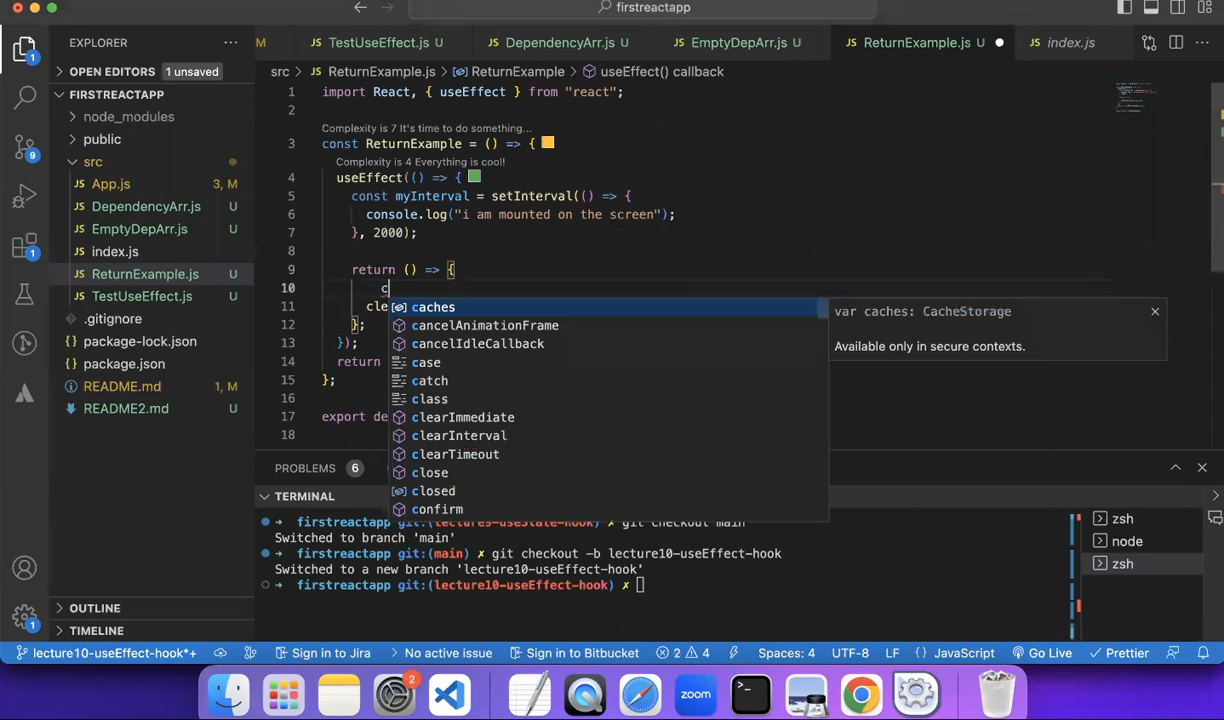 firstreactapp
EXPLORER
M
TestUseEffect.js U
DependencyArr.js U
EmptyDepArr.js U
ReturnExample.js U
index.js
OPEN EDITORS 1 unsaved
src > JS ReturnExample.js > ReturnExample > useEffect() callback
FIRSTREACTAPP
node_modules
public
src
JS App.js 3, M
JS DependencyArr.js U
JS EmptyDepArr.js U
JS index.js
JS ReturnExample.js U
JS TestUseEffect.js U
.gitignore
package-lock.json
package.json
README.md 1, M
README2.md U
OUTLINE
TIMELINE
1 import React, { useEffect } from "react";
2
Complexity is 7 It's time to do something...
3 const ReturnExample = () => {
Complexity is 4 Everything is cool!
4 useEffect(() => {
5 const myInterval = setInterval(() => {
6 console.log("i am mounted on the screen");
7 }, 2000);
8
9 return () => {
10 c
11 cle
12 };
13 });
14 return
15 };
16
17 export de
18
caches
cancelAnimationFrame
cancelIdleCallback
case
catch
class
clearImmediate
clearInterval
clearTimeout
close
closed
confirm
var caches: CacheStorage
Available only in secure contexts.
PROBLEMS 6
TERMINAL
firstreactapp git:(lecture9-useState-hook) ✗ git checkout main
Switched to branch 'main'
firstreactapp git:(main) ✗ git checkout -b lecture10-useEffect-hook
Switched to a new branch 'lecture10-useEffect-hook'
firstreactapp git:(lecture10-useEffect-hook) ✗
zsh
node
zsh
lecture10-useEffect-hook*+ Sign in to Jira No active issue Sign in to Bitbucket 2 4 Spaces: 4 UTF-8 LF {} JavaScript Go Live Prettier
2
zoom